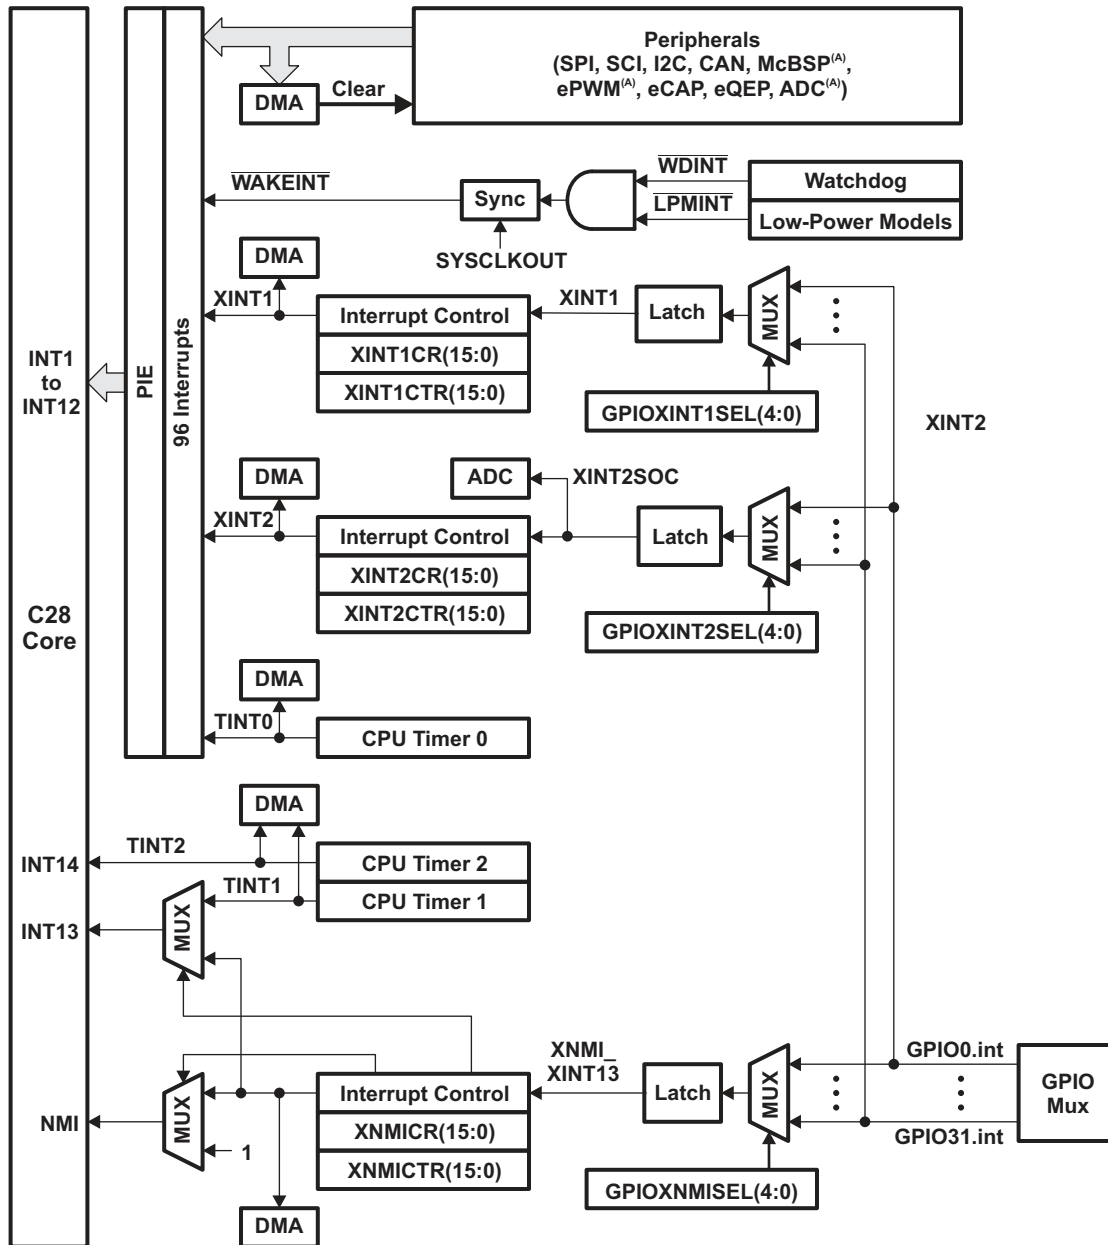 Peripherals
(SPI, SCI, I2C, CAN, McBSP(A),
ePWM(A), eCAP, eQEP, ADC(A))
DMA
Clear
WAKEINT
Sync
SYSCLKOUT
WDINT
LPMINT
Watchdog
Low-Power Models
DMA
XINT1
Interrupt Control
XINT1CR(15:0)
XINT1CTR(15:0)
XINT1
Latch
MUX
GPIOXINT1SEL(4:0)
XINT2
INT1
to
INT12
PIE
96 Interrupts
C28
Core
DMA
XINT2
Interrupt Control
XINT2CR(15:0)
XINT2CTR(15:0)
ADC
XINT2SOC
Latch
MUX
GPIOXINT2SEL(4:0)
DMA
TINT0
CPU Timer 0
DMA
INT14
TINT2
CPU Timer 2
TINT1
CPU Timer 1
INT13
MUX
NMI
MUX
1
Interrupt Control
XNMICR(15:0)
XNMICTR(15:0)
DMA
XNMI_
XINT13
Latch
MUX
GPIOXNMISEL(4:0)
GPIO0.int
GPIO31.int
GPIO
Mux